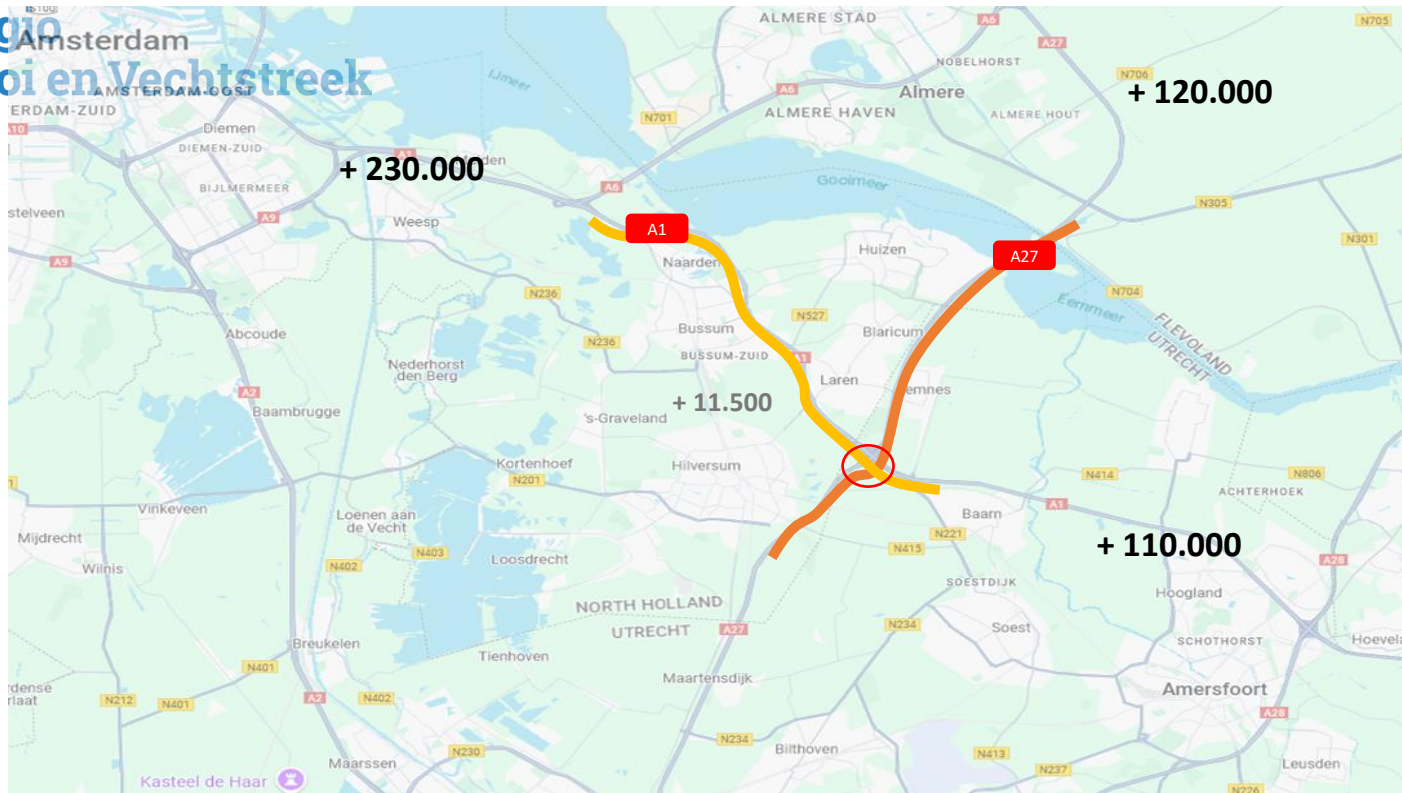 S100
gio
Amsterdam
oi en Vechtstreek
AMSTERDAM-OOST
ERDAM-ZUID
A10
Diemen
DIEMEN-ZUID
BIJLMERMEER
stelveen
A9
A9
Weesp
+ 230.000
A1
IJmeer
ALMERE STAD
A6
A27
N705
NOBELHORST
N706
Almere
A6
N701
ALMERE HAVEN
ALMERE HOUT
+ 120.000
A6
Gooimeer
N305
N301
A1
Naarden
Huizen
A27
N704
Eemmeer
FLEVOLAND
UTRECHT
N236
N527
Bussum
BUSSUM-ZUID
N236
A1
Blaricum
Laren
emnes
Abcoude
Nederhorst
den Berg
A2
Baambrugge
+ 11.500
's-Graveland
Kortenhoef
N201
Hilversum
N414
N806
ACHTERHOEK
A1
Baarn
N221
N415
+ 110.000
A28
Vinkeveen
Loenen aan
de Vecht
N403
N402
Loosdrecht
Mijdrecht
Wilnis
SOESTDIJK
Hoogland
NORTH HOLLAND
UTRECHT
A27
N234
Soest
SCHOTHORST
Hoevela
Breukelen
Tienhoven
N401
Maartensdijk
Amersfoort
rdense
rlaat
N212
N401
A2
N402
A28
N234
Bilthoven
N230
N413
N237
Leusden
Maarssen
Kasteel de Haar
N226